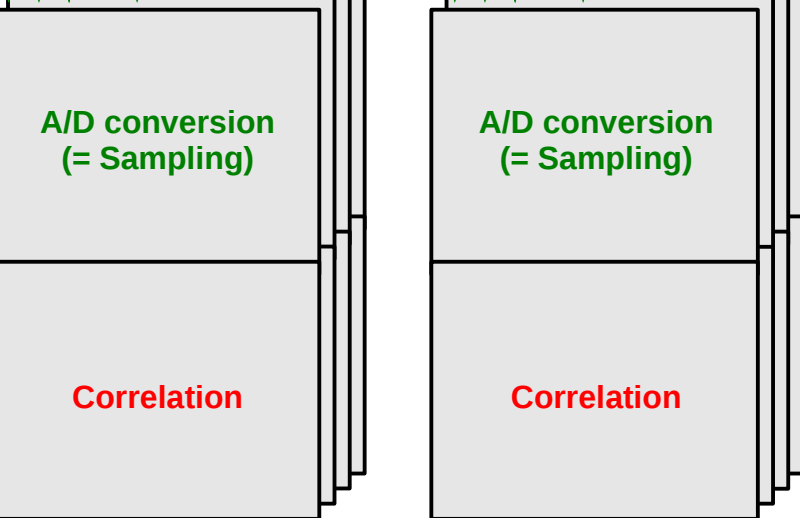 A/D conversion
(= Sampling)
Correlation
A/D conversion
(= Sampling)
Correlation